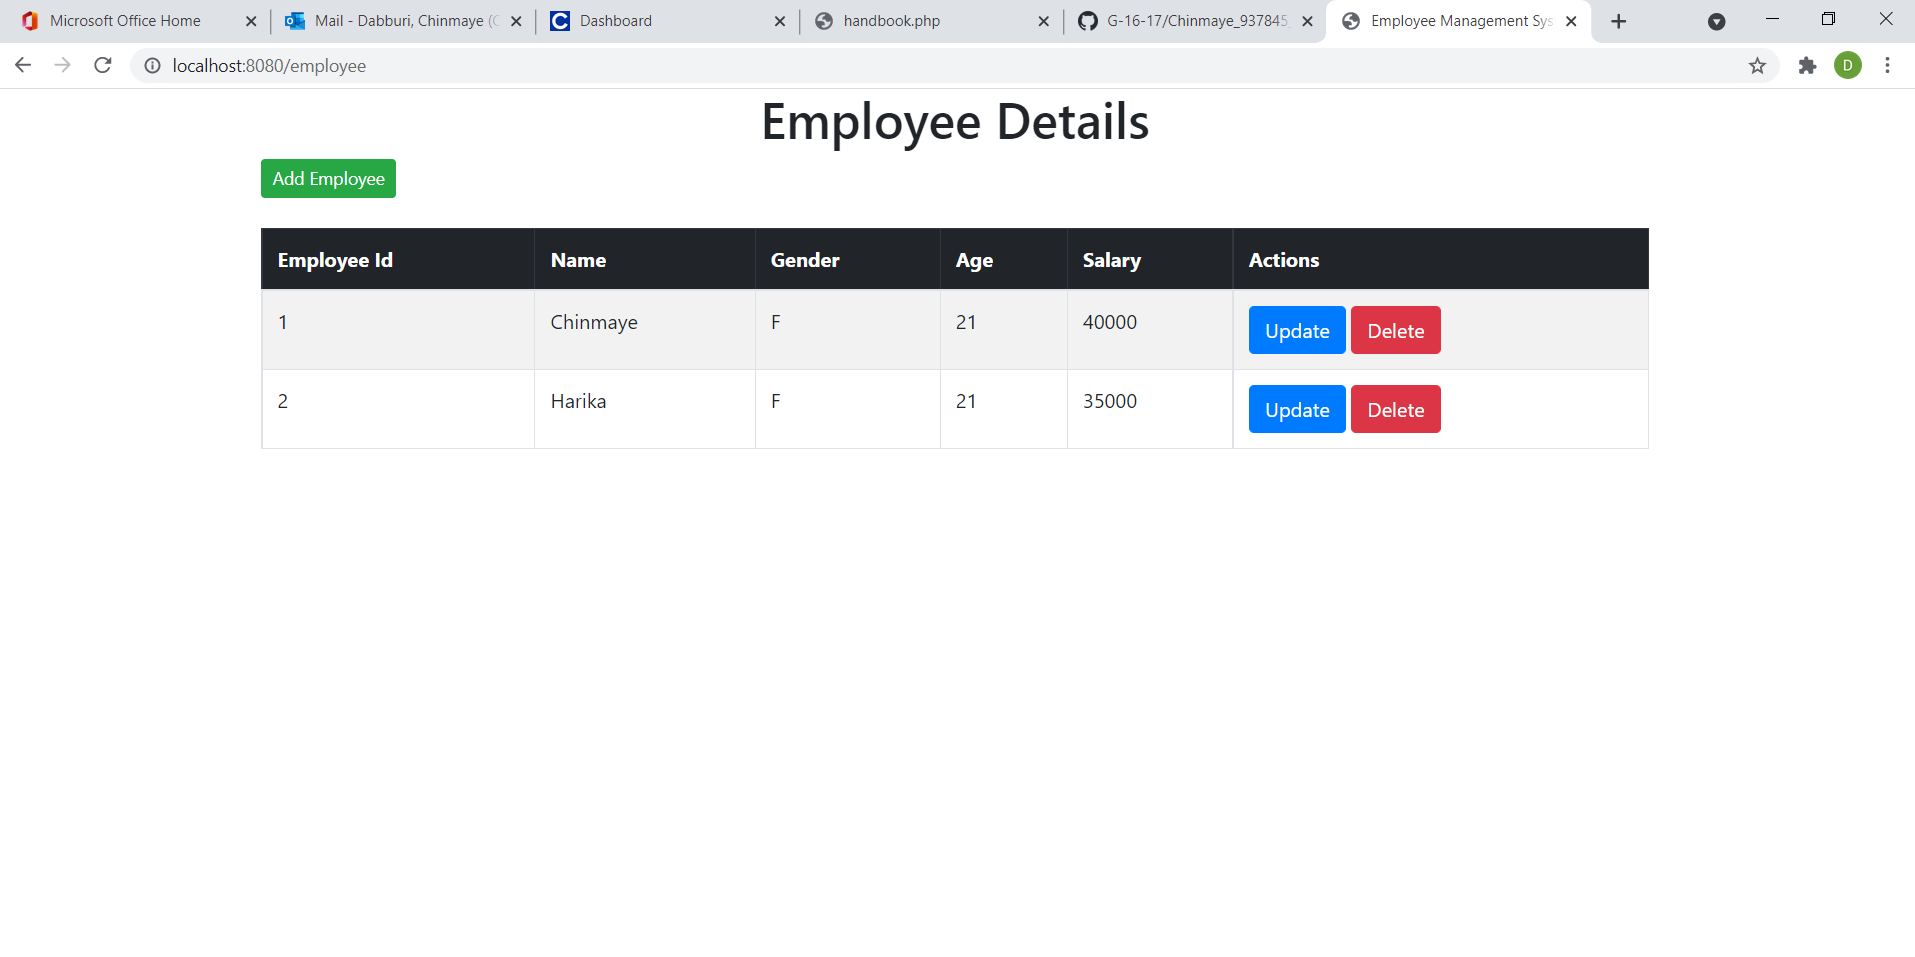 Microsoft Office Home Mail - Dabburi, Chinmaye (C Dashboard handbook.php G-16-17/Chinmaye_937845 Employee Management Sys
localhost:8080/employee D
Employee Details
Add Employee
Employee Id Name Gender Age Salary Actions
1 Chinmaye F 21 40000 Update Delete
2 Harika F 21 35000 Update Delete